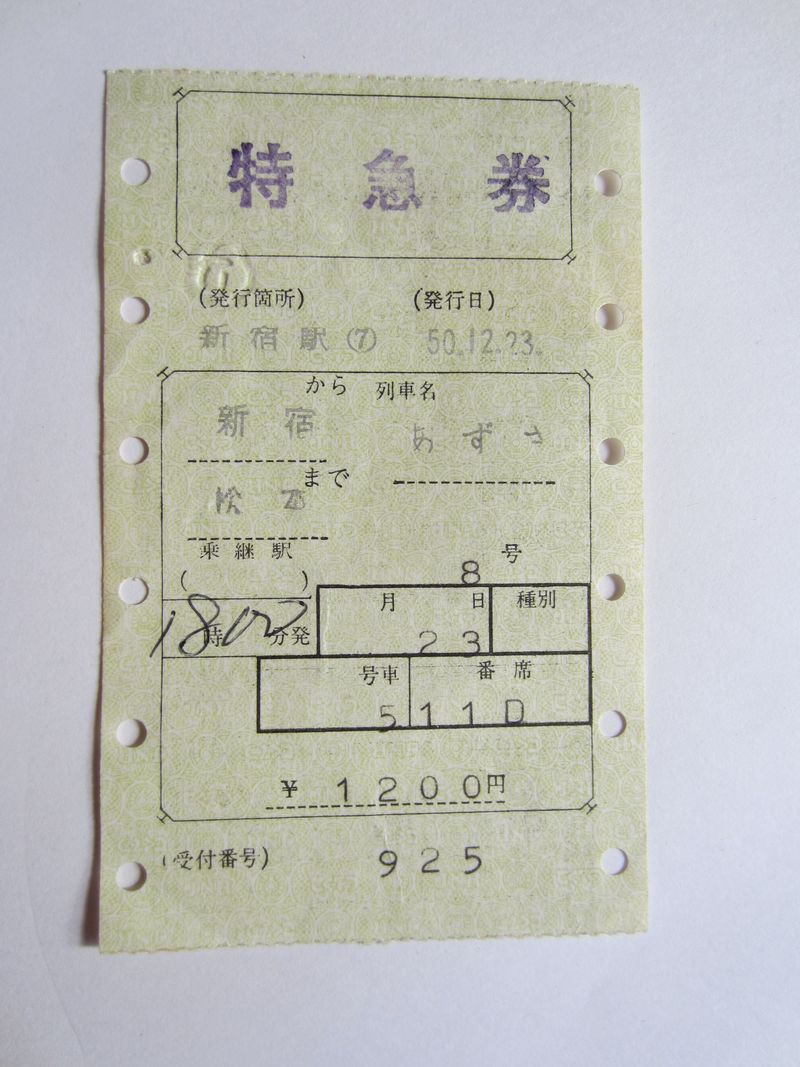 特急券
(発行箇所) (発行日)
新宿駅⑦ 50.12.23.
から 列車名
新宿 あずさ
まで
松本
乗継駅
( )
8号
月 日 種別
1800 時 分発
23
号車 番席
5 11D
¥1200円
(受付番号) 925